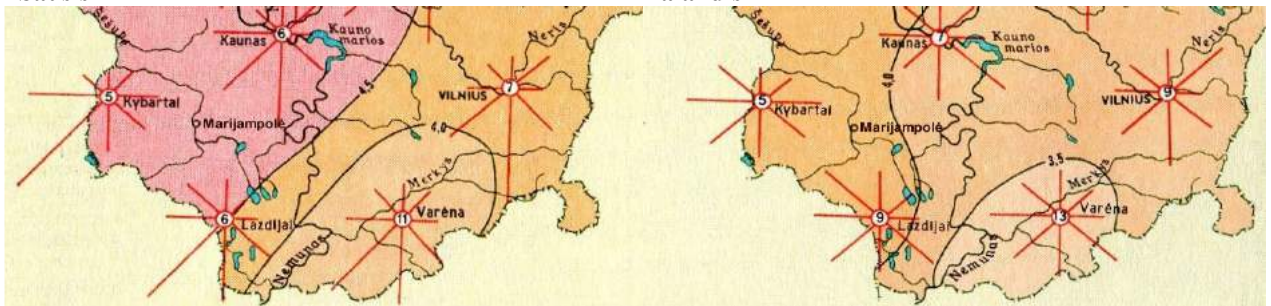 Šešupė
6
Kaunas
Kauno
marios
Neris
5
Kybartai
4,5
VILNIUS
7
Marijampolė
4,0
Merkys
6
Lazdijai
11
Varėna
Nemunas
Šešupė
Kaunas
7
Kauno
marios
Neris
5
Kybartai
4,0
VILNIUS
9
Marijampolė
3,5
Merkys
9
Lazdijai
13
Varėna
Nemunas